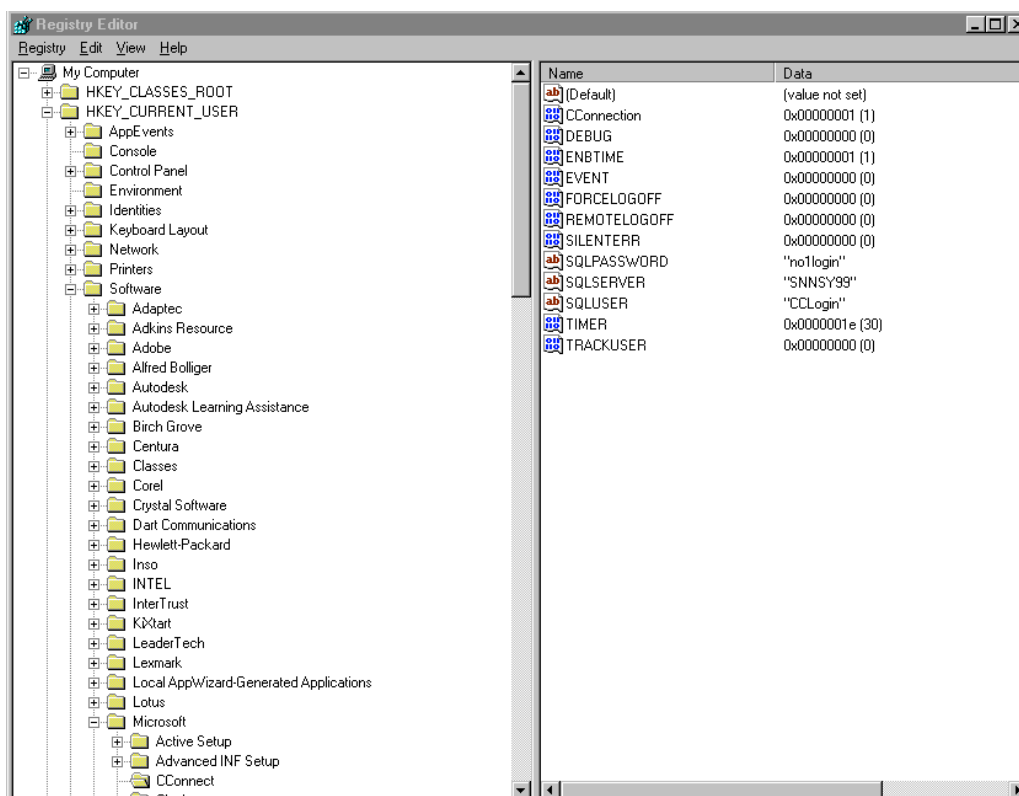 Registry Editor
Registry Edit View Help
My Computer
HKEY_CLASSES_ROOT
HKEY_CURRENT_USER
AppEvents
Console
Control Panel
Environment
Identities
Keyboard Layout
Network
Printers
Software
Adaptec
Adkins Resource
Adobe
Alfred Bolliger
Autodesk
Autodesk Learning Assistance
Birch Grove
Centura
Classes
Corel
Crystal Software
Dart Communications
Hewlett-Packard
Inso
INTEL
InterTrust
KiXtart
LeaderTech
Lexmark
Local AppWizard-Generated Applications
Lotus
Microsoft
Active Setup
Advanced INF Setup
CConnect
Name Data
(Default) (value not set)
CConnection 0x00000001 (1)
DEBUG 0x00000000 (0)
ENBTIME 0x00000001 (1)
EVENT 0x00000000 (0)
FORCELOGOFF 0x00000000 (0)
REMOTELOGOFF 0x00000000 (0)
SILENTERR 0x00000000 (0)
SQLPASSWORD "no1login"
SQLSERVER "SNNSY99"
SQLUSER "CCLogin"
TIMER 0x0000001e (30)
TRACKUSER 0x00000000 (0)